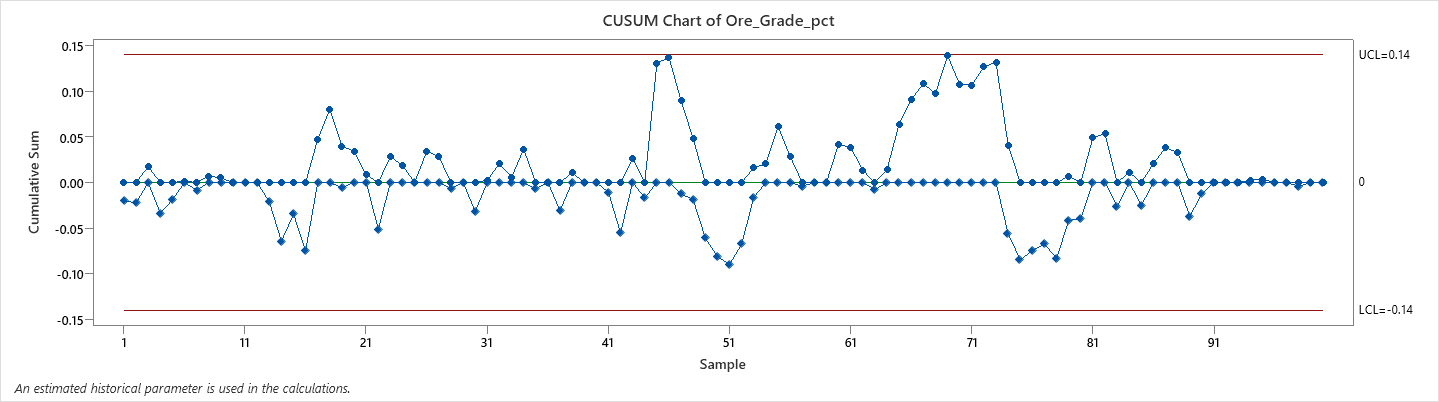 CUSUM Chart of Ore_Grade_pct
0.15
UCL=0.14
0.10
0.05
0.00
0
-0.05
-0.10
LCL=-0.14
-0.15
Cumulative Sum
1 11 21 31 41 51 61 71 81 91
Sample
An estimated historical parameter is used in the calculations.